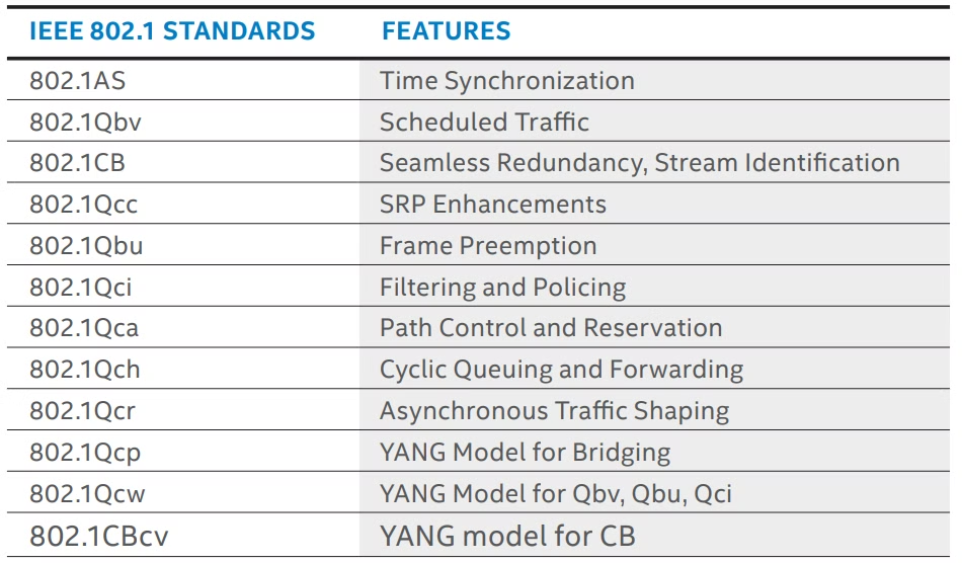 IEEE 802.1 STANDARDS FEATURES
802.1AS Time Synchronization
802.1Qbv Scheduled Traffic
802.1CB Seamless Redundancy, Stream Identification
802.1Qcc SRP Enhancements
802.1Qbu Frame Preemption
802.1Qci Filtering and Policing
802.1Qca Path Control and Reservation
802.1Qch Cyclic Queuing and Forwarding
802.1Qcr Asynchronous Traffic Shaping
802.1Qcp YANG Model for Bridging
802.1Qcw YANG Model for Qbv, Qbu, Qci
802.1CBcv YANG model for CB